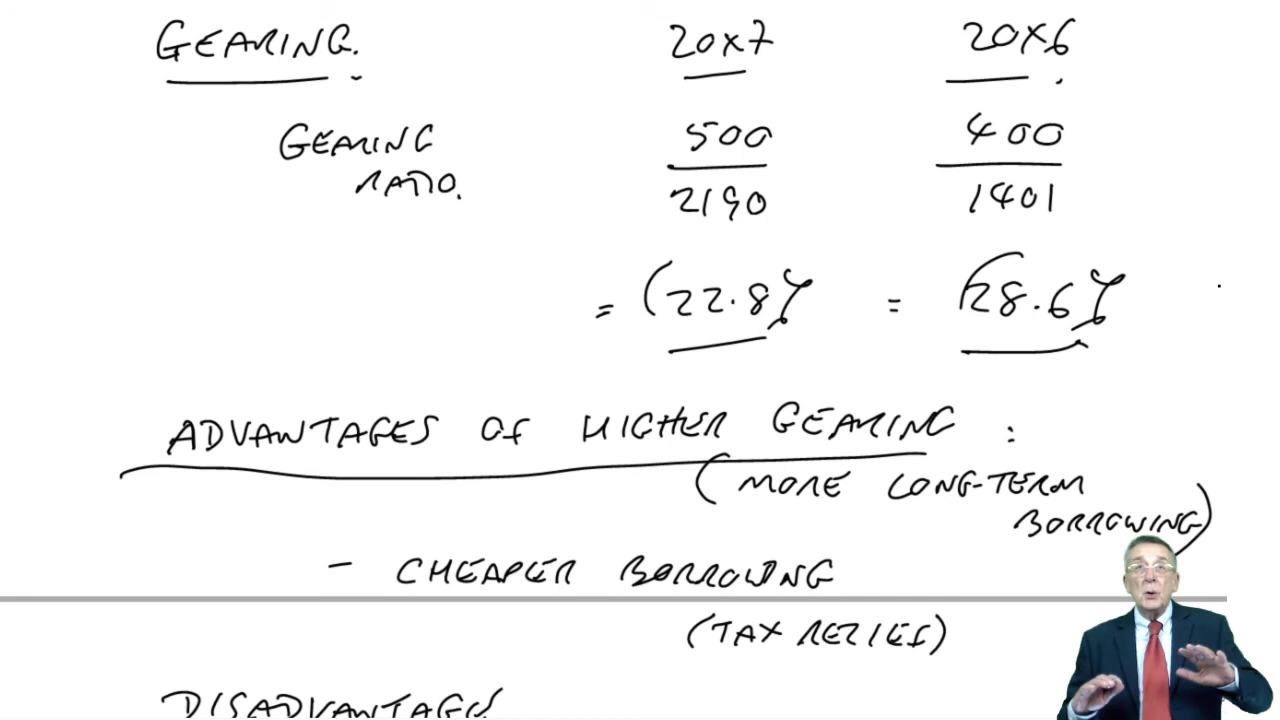 GEARING. 20X7 20X6
GEARING 500 400
RATIO. 2190 1401
= (22.8% = (28.6%
ADVANTAGES OF HIGHER GEARING :
(MORE LONG-TERM
BORROWING)
- CHEAPER BORROWING
(TAX RELIEF)
DISADVANTAGES